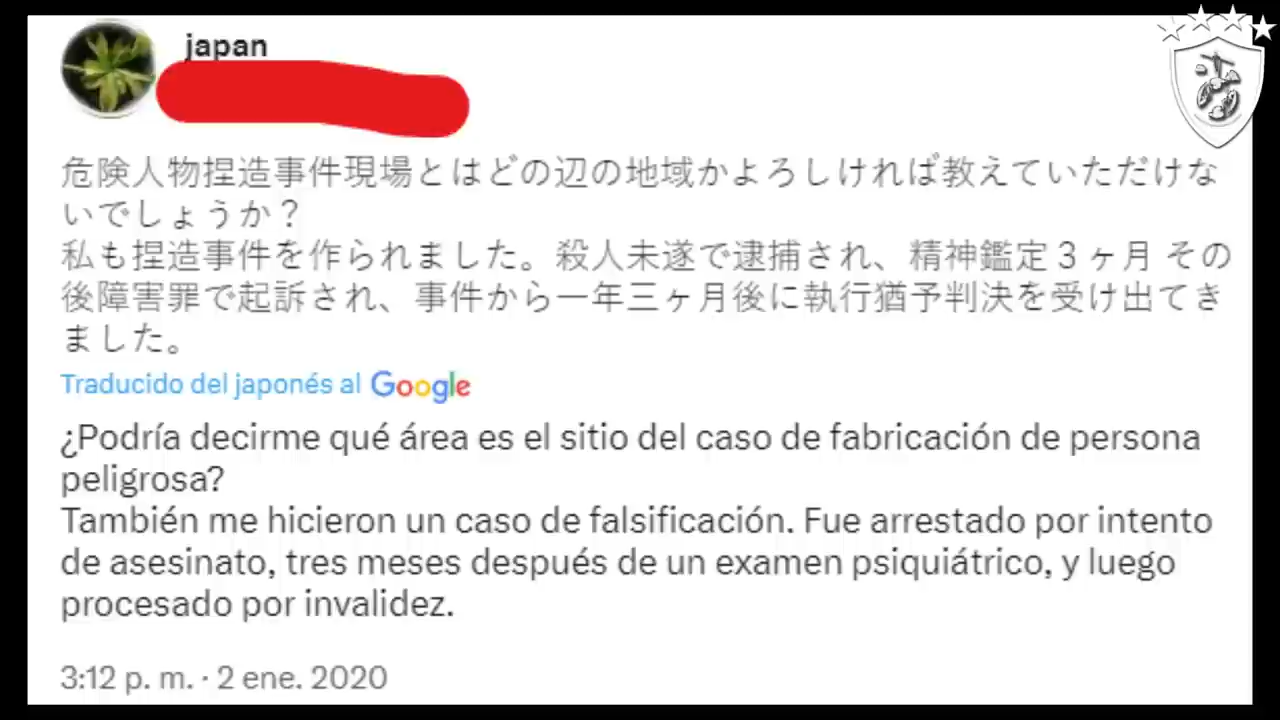 japan
危険人物捏造事件現場とはどの辺の地域かよろしければ教えていただけな
いでしょうか？
私も捏造事件を作られました。殺人未遂で逮捕され、精神鑑定３ヶ月 その
後障害罪で起訴され、事件から一年三ヶ月後に執行猶予判決を受け出てき
ました。
Traducido del japonés al Google
¿Podría decirme qué área es el sitio del caso de fabricación de persona
peligrosa?
También me hicieron un caso de falsificación. Fue arrestado por intento
de asesinato, tres meses después de un examen psiquiátrico, y luego
procesado por invalidez.
3:12 p. m. · 2 ene. 2020